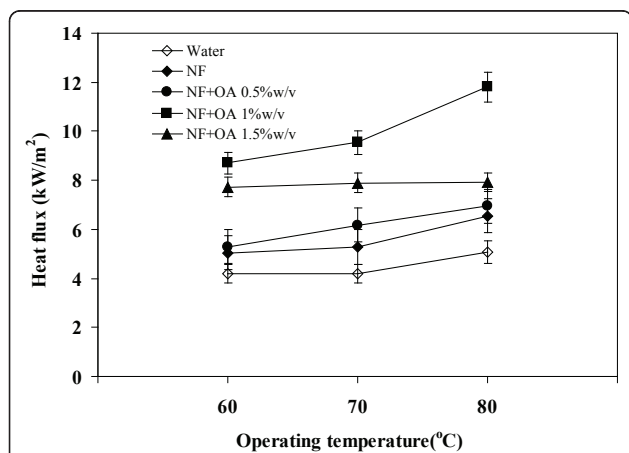 14
12
10
8
6
4
2
0
Heat flux (kW/m²)
Water
NF
NF+OA 0.5%w/v
NF+OA 1%w/v
NF+OA 1.5%w/v
60 70 80
Operating temperature(°C)